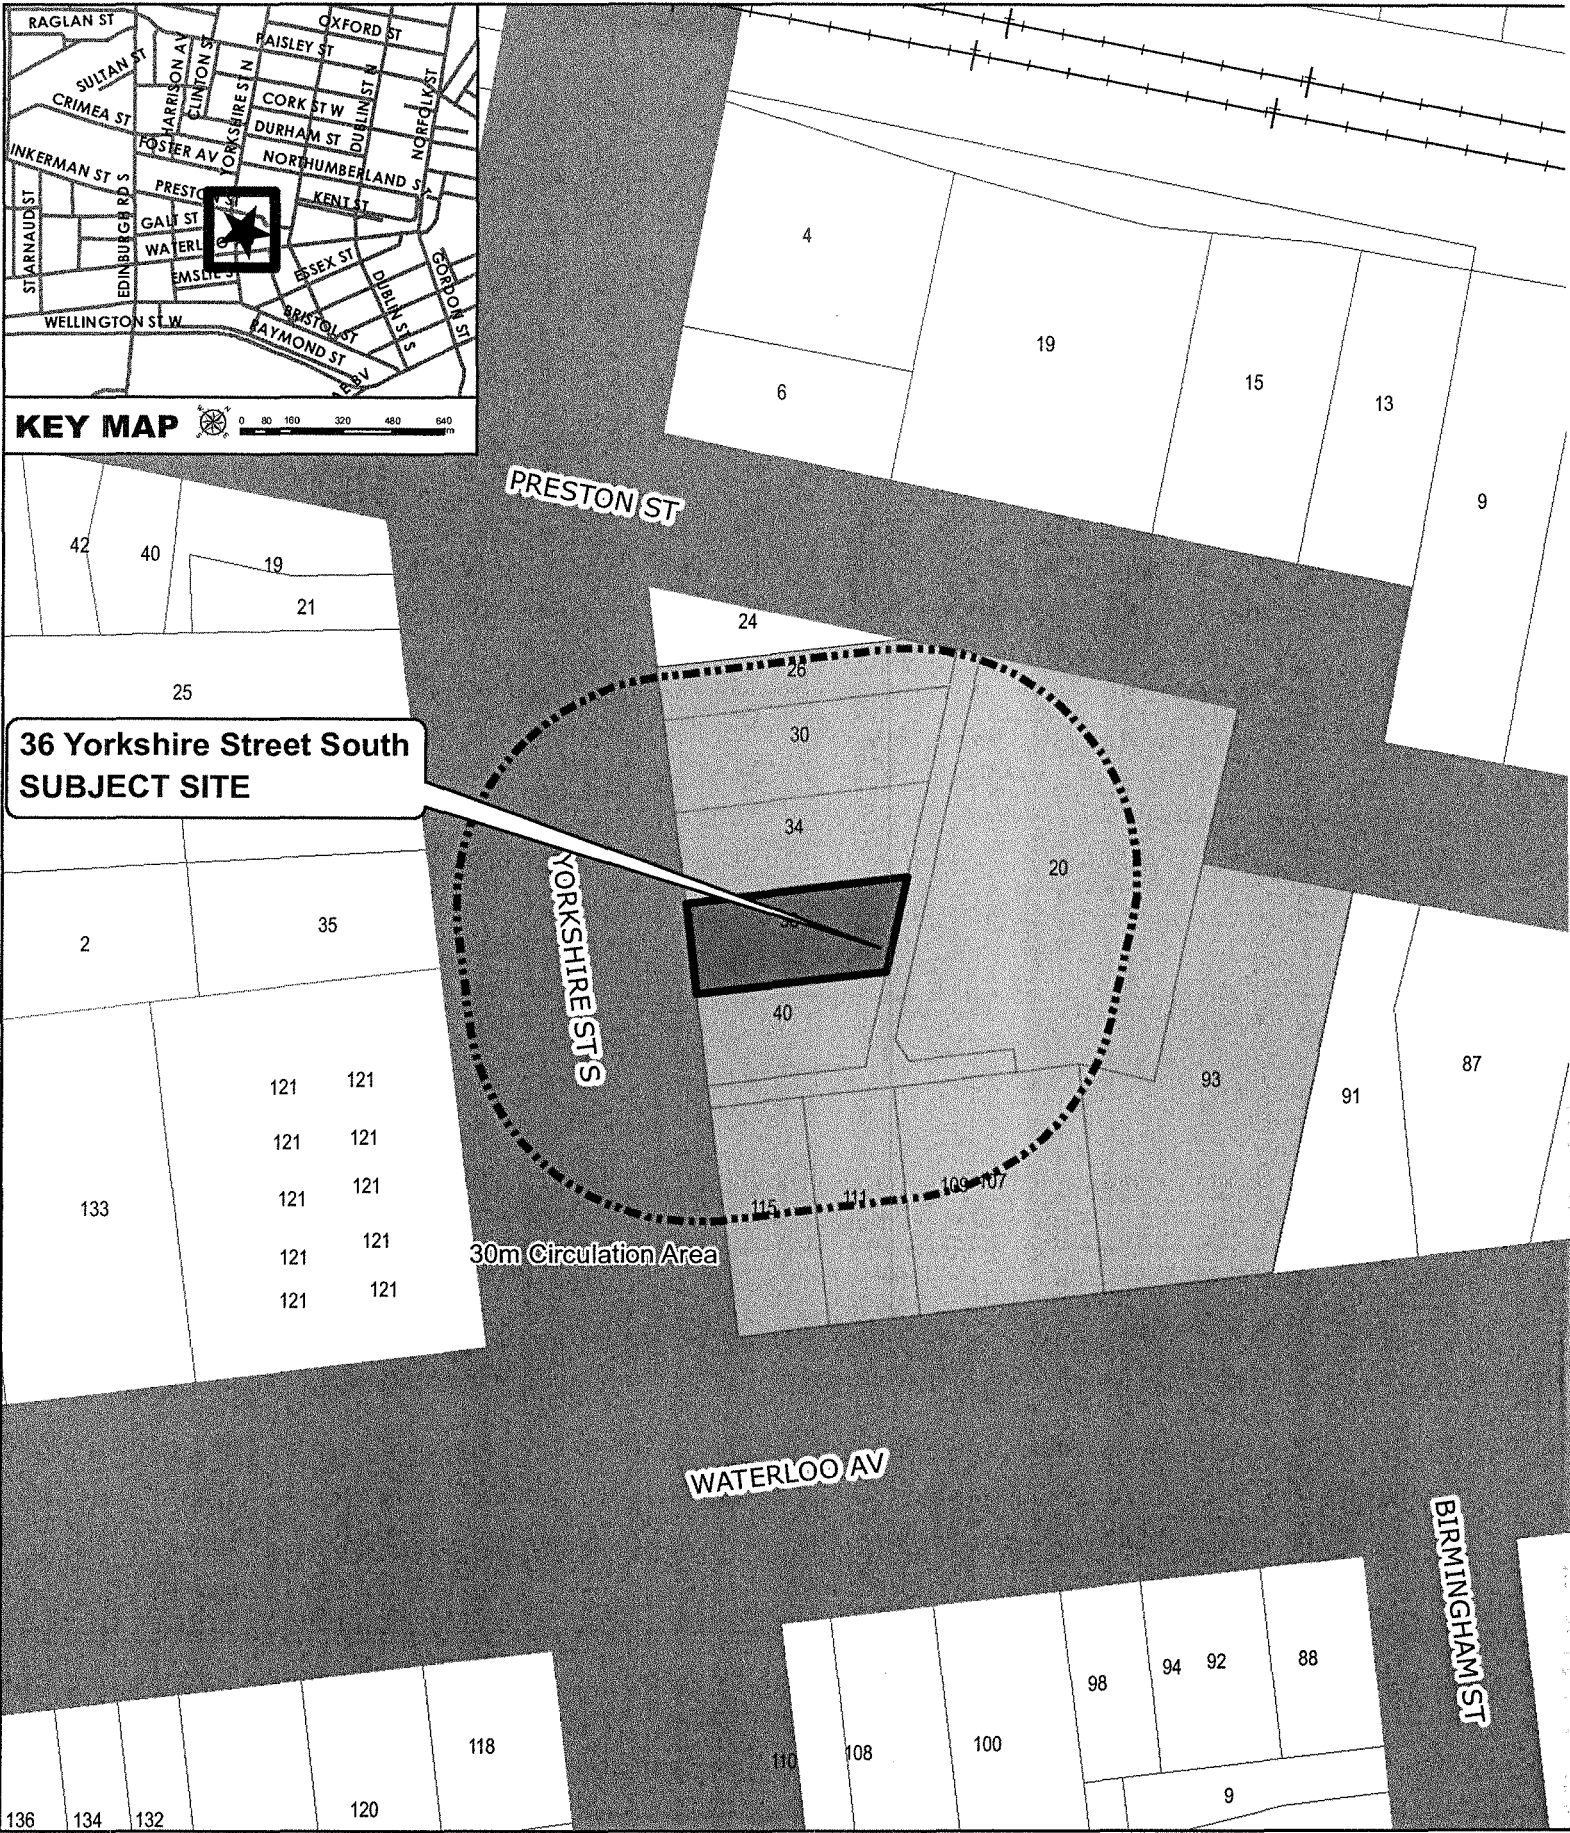 RAGLAN ST
OXFORD ST
PAISLEY ST
SULTAN ST
HARRISON AV
CLINTON ST
YORKSHIRE ST N
DUBLIN ST N
NORFOLK ST
CRIMEA ST
CORK ST W
DURHAM ST
FOSTER AV
NORTHUMBERLAND ST
INKERMAN ST
PRESTON ST
KENT ST
ST ARNAUD ST
EDINBURGH RD S
GALT ST
WATERLO
EMSLIE S
ESSEX ST
DUBLIN ST S
GORDON ST
WELLINGTON ST W
BRISTOL ST
RAYMOND ST
KEY MAP
0 80 160 320 480 640
m
4
6
19
15
13
9
PRESTON ST
42
40
19
21
24
25
26
30
36 Yorkshire Street South
SUBJECT SITE
34
20
YORKSHIRE ST S
2
35
40
93
91
87
121 121
121 121
121 121
121 121
121 121
133
115
111
109
107
30m Circulation Area
WATERLOO AV
BIRMINGHAM ST
98
94
92
88
118
110
108
100
9
136
134
132
120